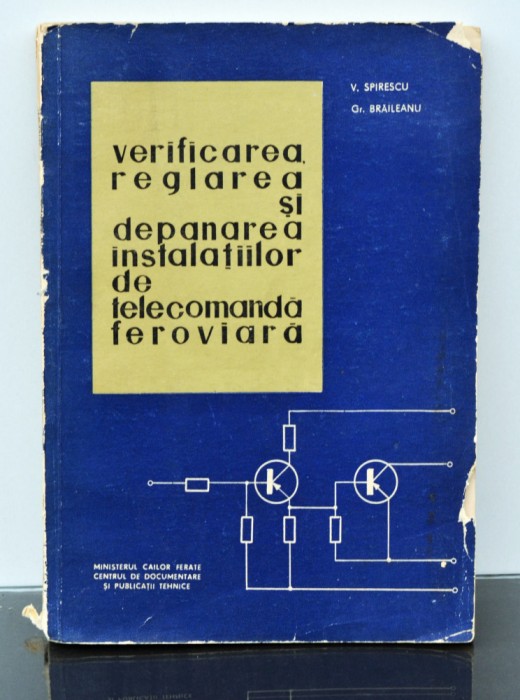 V. SPIRESCU
Gr. BRĂILEANU
verificarea,
reglarea
și
depanarea
instalațiilor
de
telecomandă
feroviară
MINISTERUL CAILOR FERATE
CENTRUL DE DOCUMENTARE
ȘI PUBLICAȚII TEHNICE